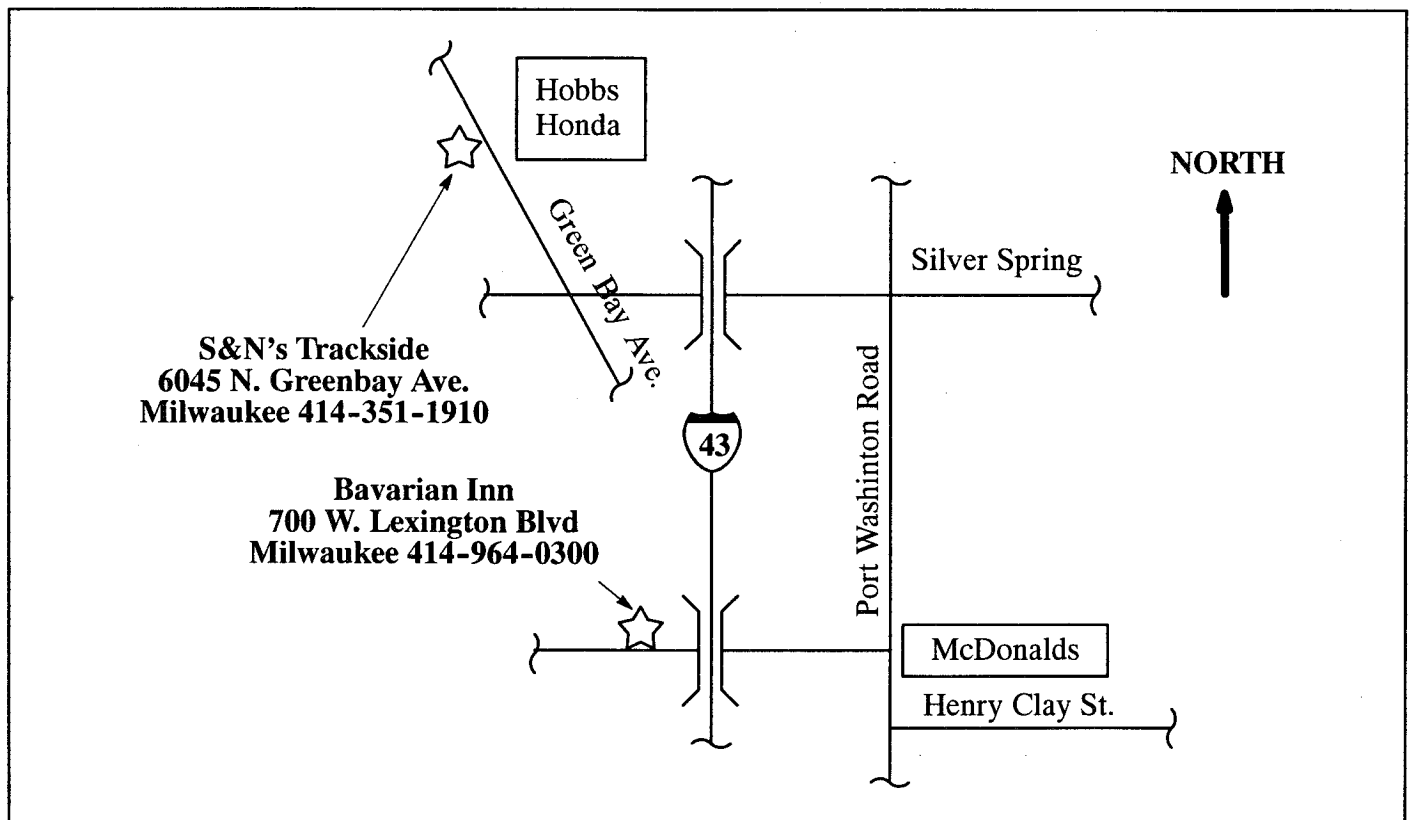 Hobbs
Honda
NORTH
Green Bay Ave.
Silver Spring
S&N's Trackside
6045 N. Greenbay Ave.
Milwaukee 414-351-1910
Port Washinton Road
43
Bavarian Inn
700 W. Lexington Blvd
Milwaukee 414-964-0300
McDonalds
Henry Clay St.